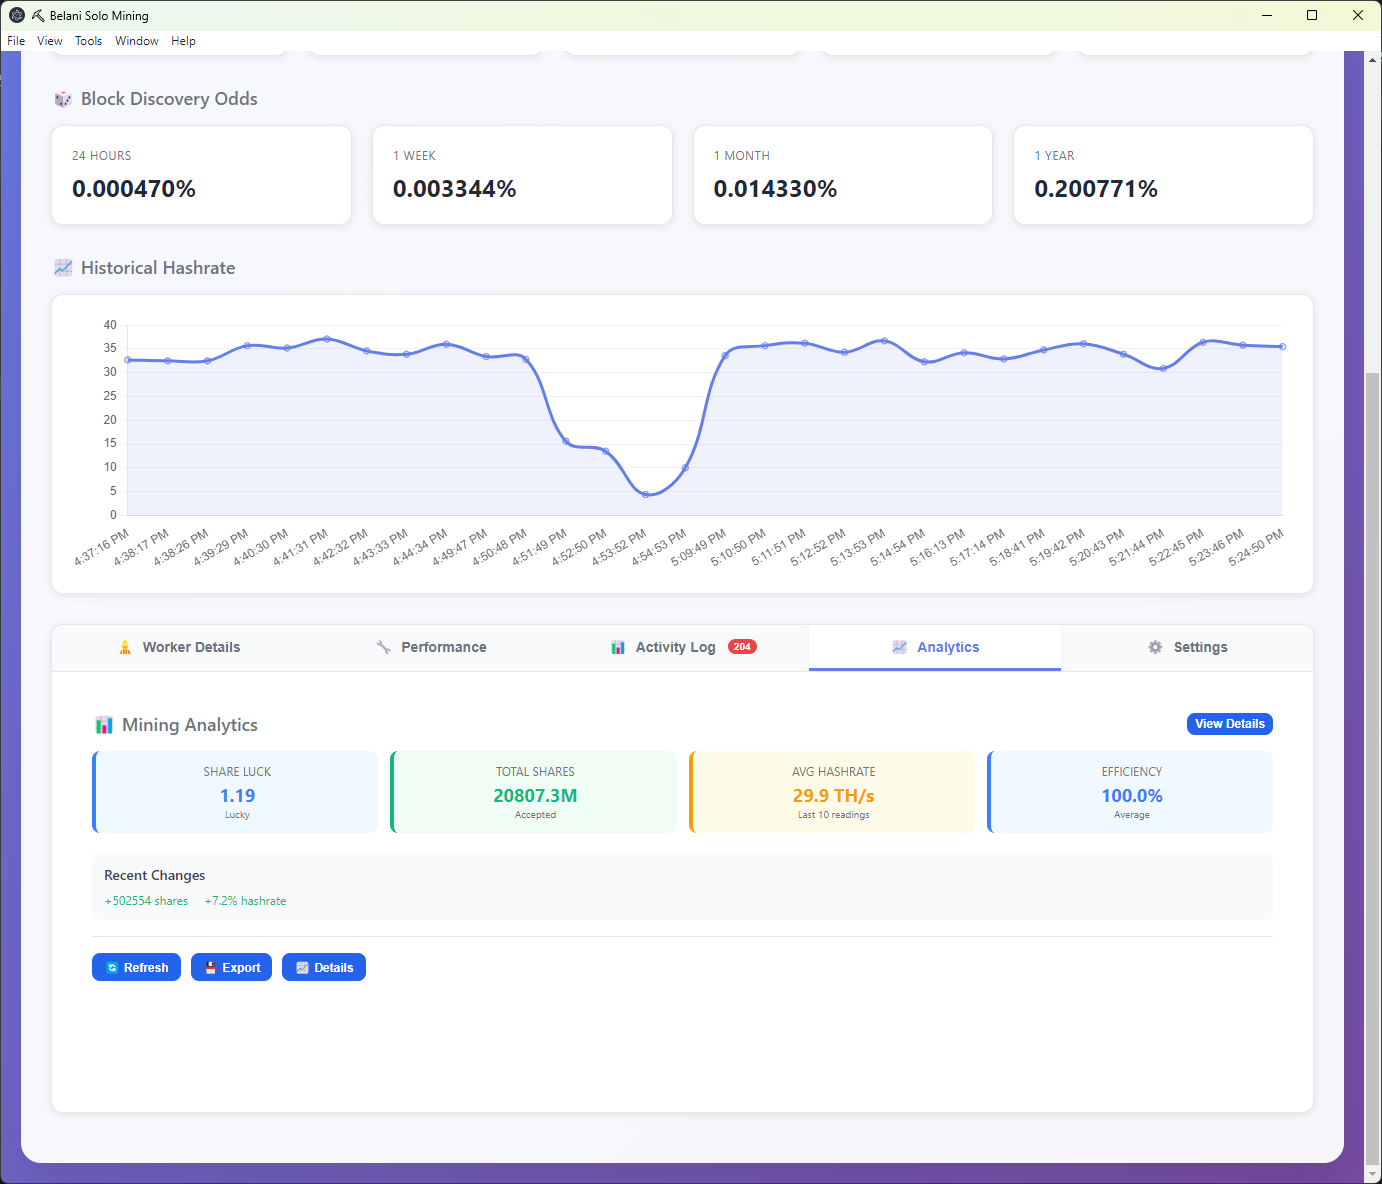 Belani Solo Mining
File View Tools Window Help
Block Discovery Odds
24 HOURS
0.000470%
1 WEEK
0.003344%
1 MONTH
0.014330%
1 YEAR
0.200771%
Historical Hashrate
40
35
30
25
20
15
10
5
0
4:37:16 PM
4:38:17 PM
4:38:26 PM
4:39:29 PM
4:40:30 PM
4:41:31 PM
4:42:32 PM
4:43:33 PM
4:44:34 PM
4:49:47 PM
4:50:48 PM
4:51:49 PM
4:52:50 PM
4:53:52 PM
4:54:53 PM
5:09:49 PM
5:10:50 PM
5:11:51 PM
5:12:52 PM
5:13:53 PM
5:14:54 PM
5:16:13 PM
5:17:14 PM
5:18:41 PM
5:19:42 PM
5:20:43 PM
5:21:44 PM
5:22:45 PM
5:23:46 PM
5:24:50 PM
Worker Details
Performance
Activity Log 204
Analytics
Settings
Mining Analytics
View Details
SHARE LUCK
1.19
Lucky
TOTAL SHARES
20807.3M
Accepted
AVG HASHRATE
29.9 TH/s
Last 10 readings
EFFICIENCY
100.0%
Average
Recent Changes
+502554 shares +7.2% hashrate
Refresh
Export
Details